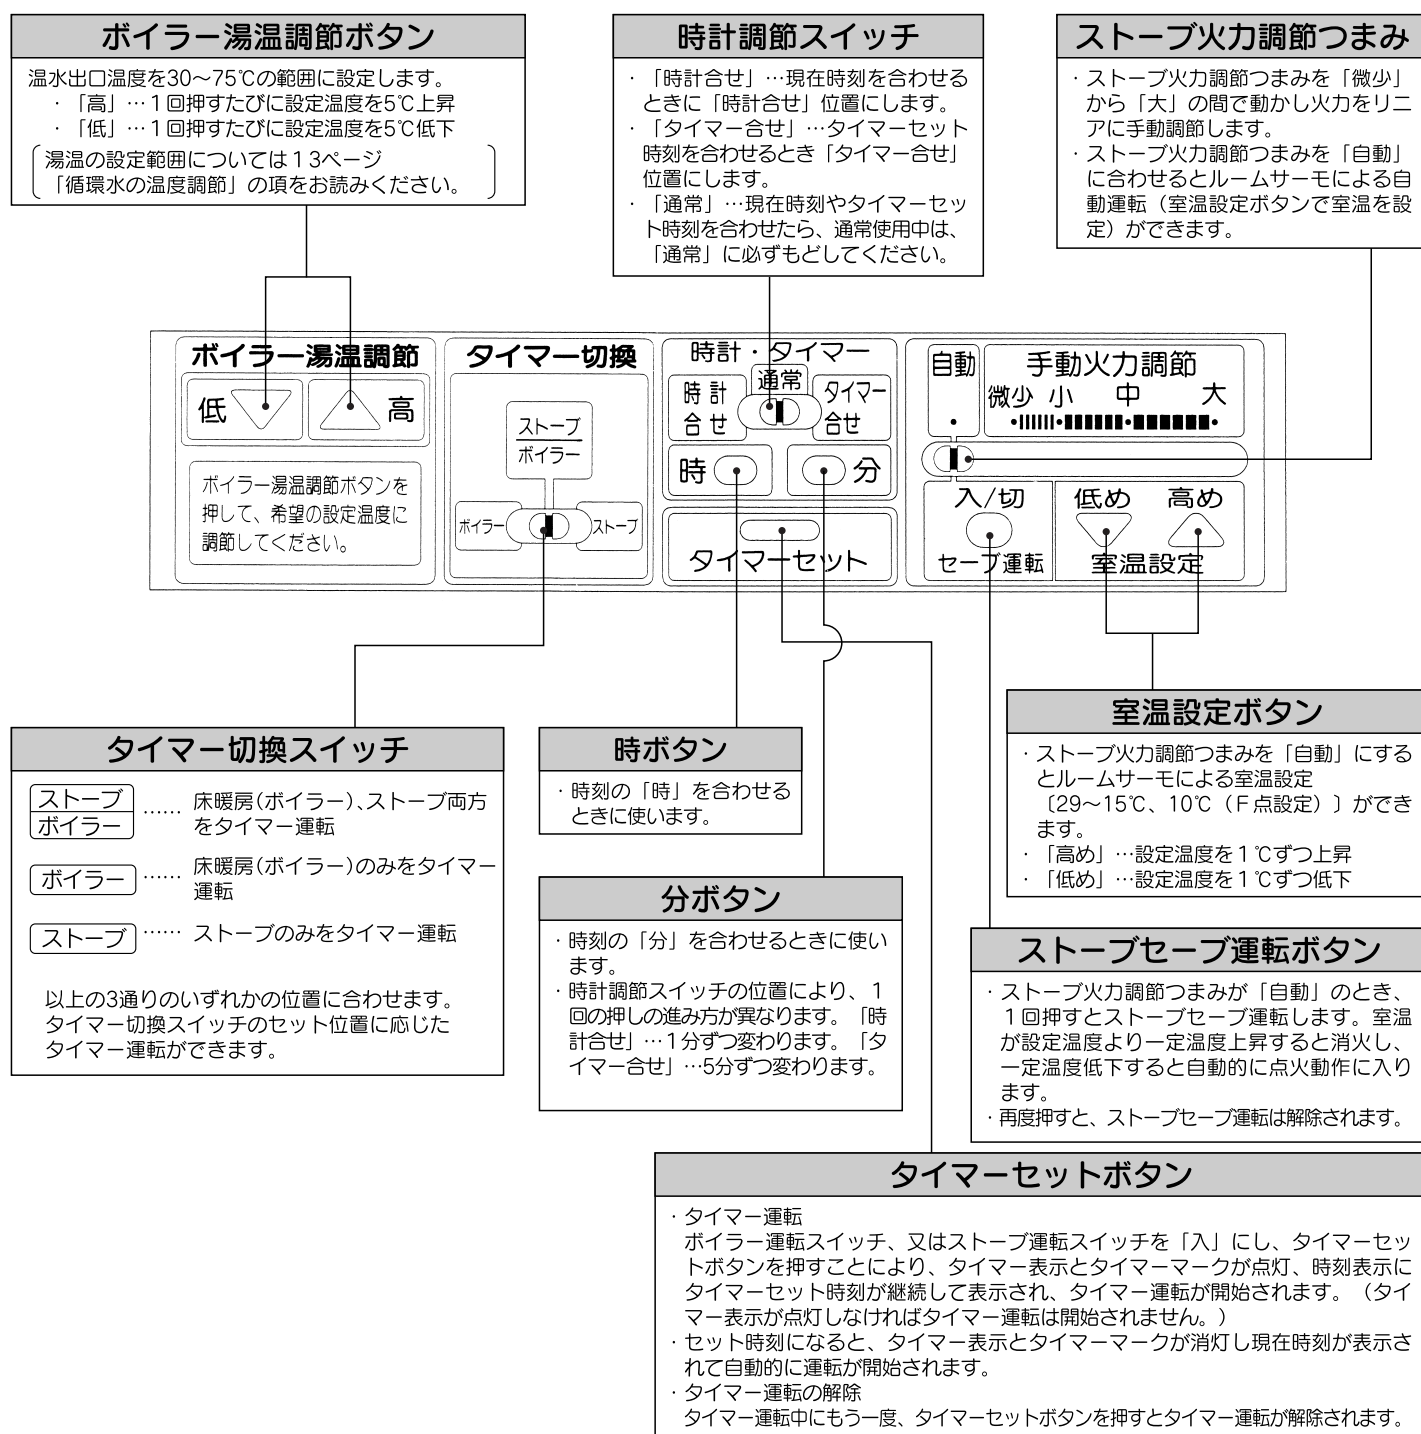 ボイラー湯温調節ボタン
温水出口温度を30〜75℃の範囲に設定します。
・「高」…１回押すたびに設定温度を5℃上昇
・「低」…１回押すたびに設定温度を5℃低下
湯温の設定範囲については１3ページ
「循環水の温度調節」の項をお読みください。
時計調節スイッチ
・「時計合せ」…現在時刻を合わせる
ときに「時計合せ」位置にします。
・「タイマー合せ」…タイマーセット
時刻を合わせるとき「タイマー合せ」
位置にします。
・「通常」…現在時刻やタイマーセッ
ト時刻を合わせたら、通常使用中は、
「通常」に必ずもどしてください。
ストーブ火力調節つまみ
・ストーブ火力調節つまみを「微少」
から「大」の間で動かし火力をリニ
アに手動調節します。
・ストーブ火力調節つまみを「自動」
に合わせるとルームサーモによる自
動運転（室温設定ボタンで室温を設
定）ができます。
ボイラー湯温調節
低
高
ボイラー湯温調節ボタンを
押して、希望の設定温度に
調節してください。
タイマー切換
ストーブ
ボイラー
ボイラー
ストーブ
時計・タイマー
時計
合せ
通常
タイマー
合せ
時
分
タイマーセット
自動
手動火力調節
微少 小 中 大
入/切
セーブ運転
低め 高め
室温設定
タイマー切換スイッチ
ストーブ
ボイラー
…… 床暖房(ボイラー)、ストーブ両方
をタイマー運転
ボイラー …… 床暖房(ボイラー)のみをタイマー
運転
ストーブ …… ストーブのみをタイマー運転
以上の3通りのいずれかの位置に合わせます。
タイマー切換スイッチのセット位置に応じた
タイマー運転ができます。
時ボタン
・時刻の「時」を合わせる
ときに使います。
分ボタン
・時刻の「分」を合わせるときに使い
ます。
・時計調節スイッチの位置により、１
回の押しの進み方が異なります。「時
計合せ」…１分ずつ変わります。「タ
イマー合せ」…5分ずつ変わります。
室温設定ボタン
・ストーブ火力調節つまみを「自動」にする
とルームサーモによる室温設定
〔29〜15℃、10℃（Ｆ点設定）〕ができ
ます。
・「高め」…設定温度を１℃ずつ上昇
・「低め」…設定温度を１℃ずつ低下
ストーブセーブ運転ボタン
・ストーブ火力調節つまみが「自動」のとき、
１回押すとストーブセーブ運転します。室温
が設定温度より一定温度上昇すると消火し、
一定温度低下すると自動的に点火動作に入り
ます。
・再度押すと、ストーブセーブ運転は解除されます。
タイマーセットボタン
・タイマー運転
ボイラー運転スイッチ、又はストーブ運転スイッチを「入」にし、タイマーセッ
トボタンを押すことにより、タイマー表示とタイマーマークが点灯、時刻表示に
タイマーセット時刻が継続して表示され、タイマー運転が開始されます。（タイ
マー表示が点灯しなければタイマー運転は開始されません。）
・セット時刻になると、タイマー表示とタイマーマークが消灯し現在時刻が表示さ
れて自動的に運転が開始されます。
・タイマー運転の解除
タイマー運転中にもう一度、タイマーセットボタンを押すとタイマー運転が解除されます。